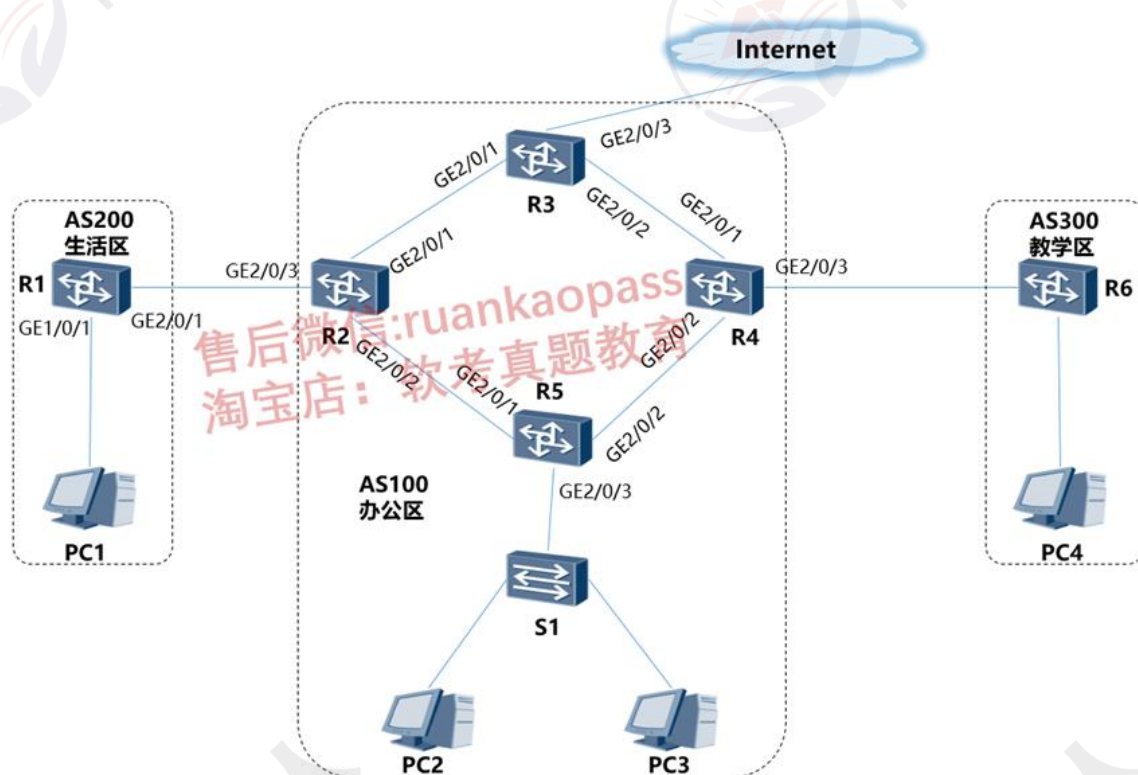 Internet
GE2/0/3
GE2/0/1
R3
GE2/0/2
GE2/0/1
AS200
生活区
AS300
教学区
R1
GE2/0/3
GE2/0/1
GE2/0/3
R6
GE1/0/1
GE2/0/1
R2
R4
GE2/0/2
GE2/0/2
售后微信:ruankaopass
淘宝店：软考真题教育
R5
GE2/0/1
GE2/0/2
AS100
办公区
GE2/0/3
PC1
PC4
S1
PC2
PC3